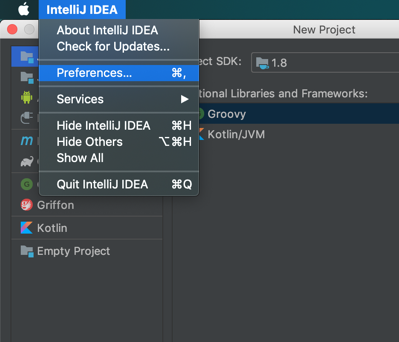 IntelliJ IDEA
About IntelliJ IDEA
Check for Updates...
Preferences... ⌘,
Services ▶
Hide IntelliJ IDEA ⌘H
Hide Others ⌥⌘H
Show All
Quit IntelliJ IDEA ⌘Q
New Project
ect SDK: 1.8
tional Libraries and Frameworks:
Groovy
Kotlin/JVM
Griffon
Kotlin
Empty Project